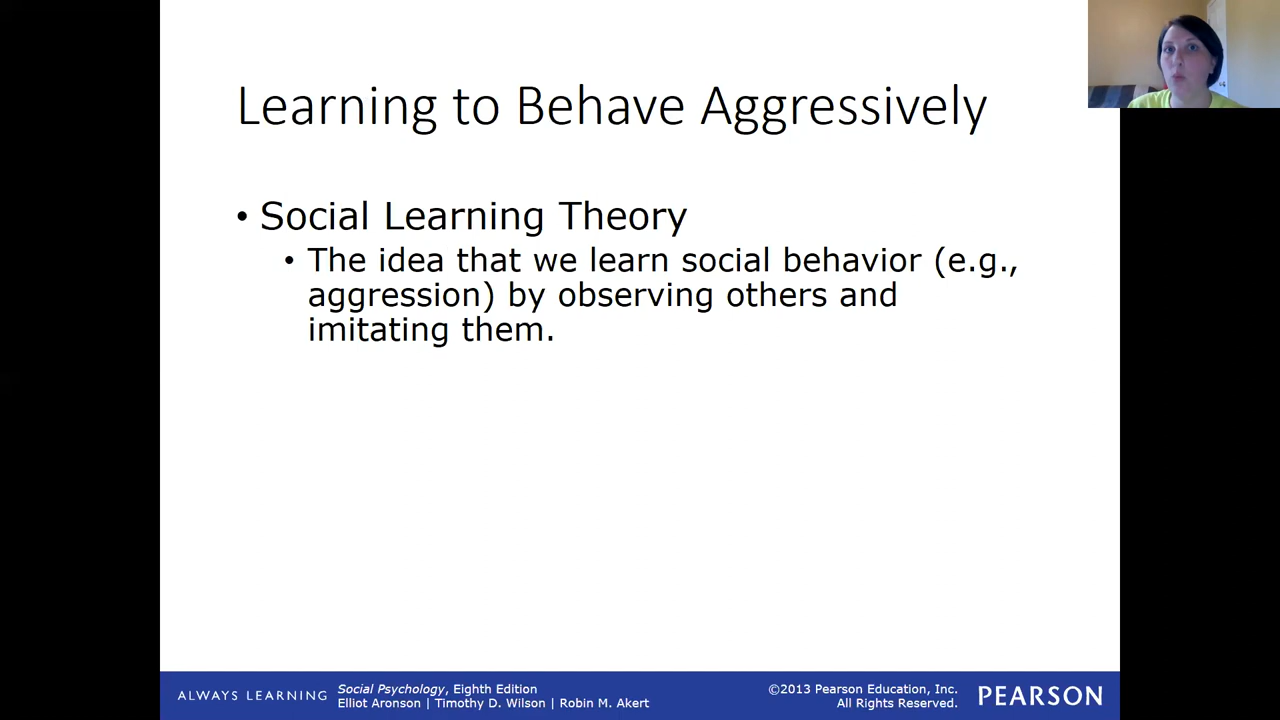 Learning to Behave Aggressively
• Social Learning Theory
• The idea that we learn social behavior (e.g.,
aggression) by observing others and
imitating them.
ALWAYS LEARNING
Social Psychology, Eighth Edition
Elliot Aronson | Timothy D. Wilson | Robin M. Akert
©2013 Pearson Education, Inc.
All Rights Reserved.
PEARSON